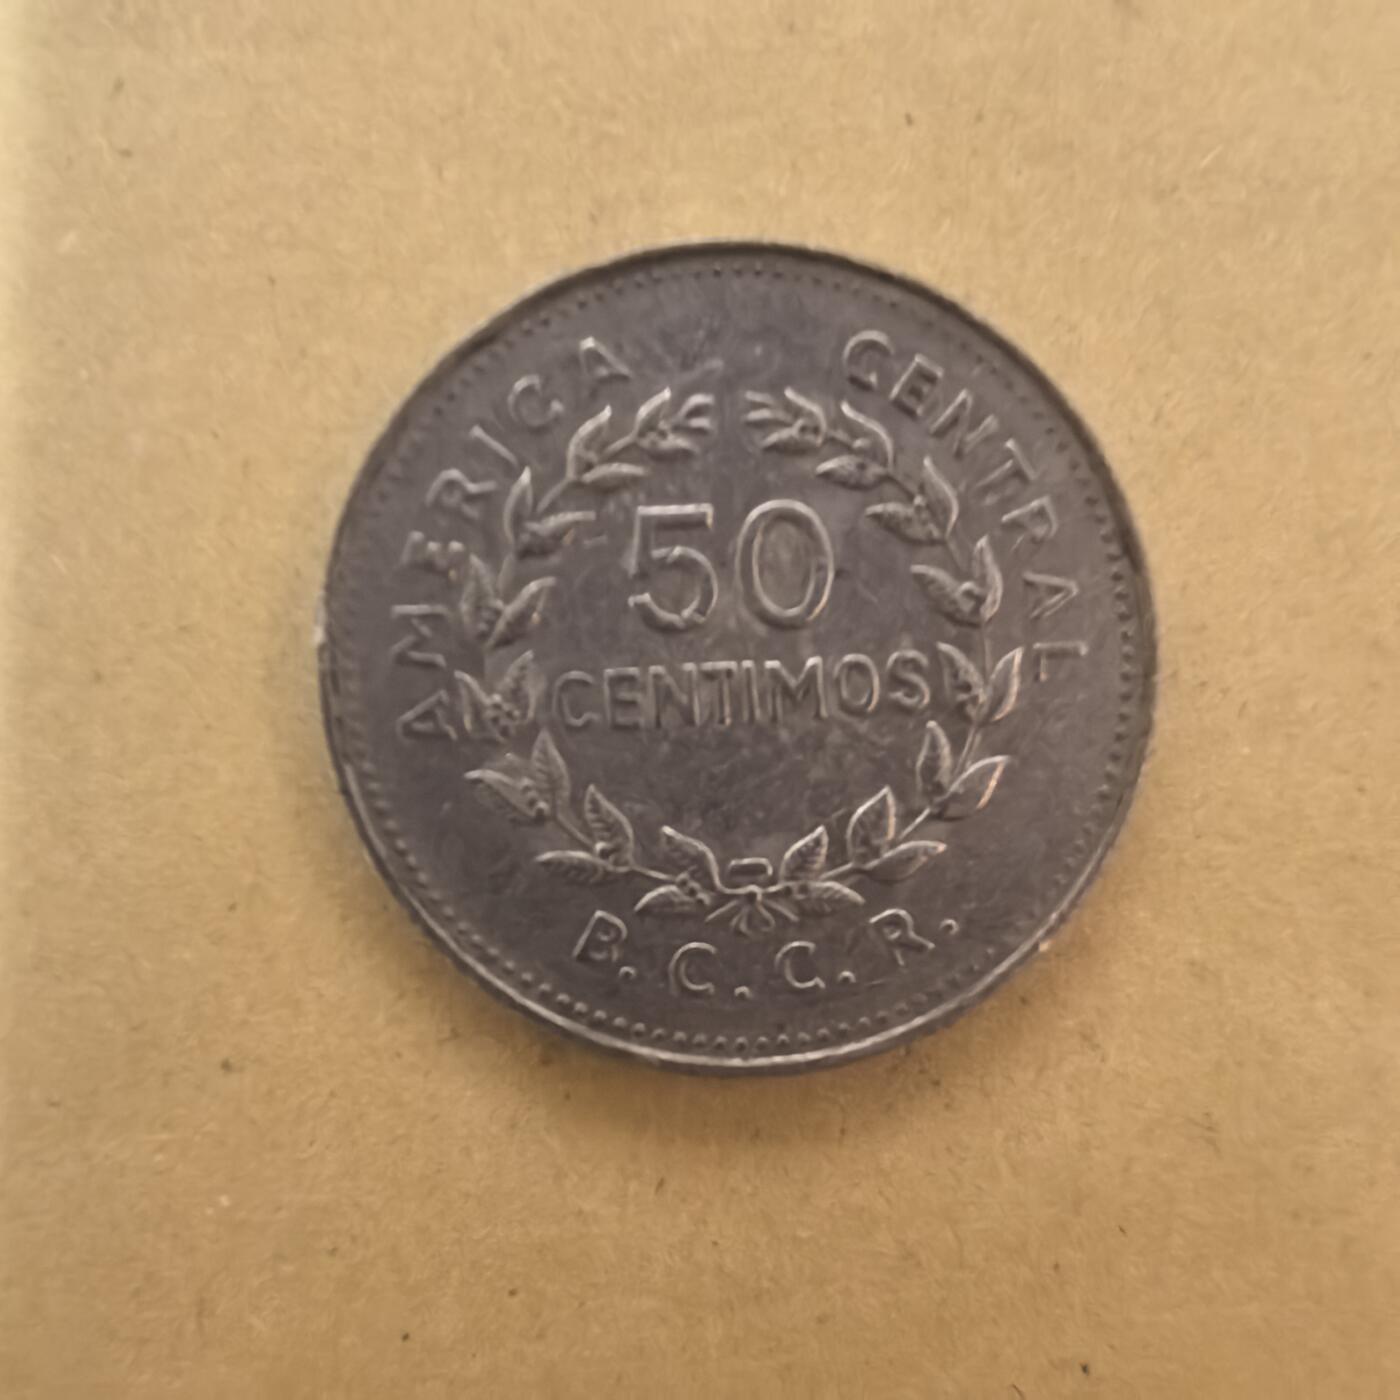 AMERICA CENTRAL
50
CENTIMOS
B.C.C.R.